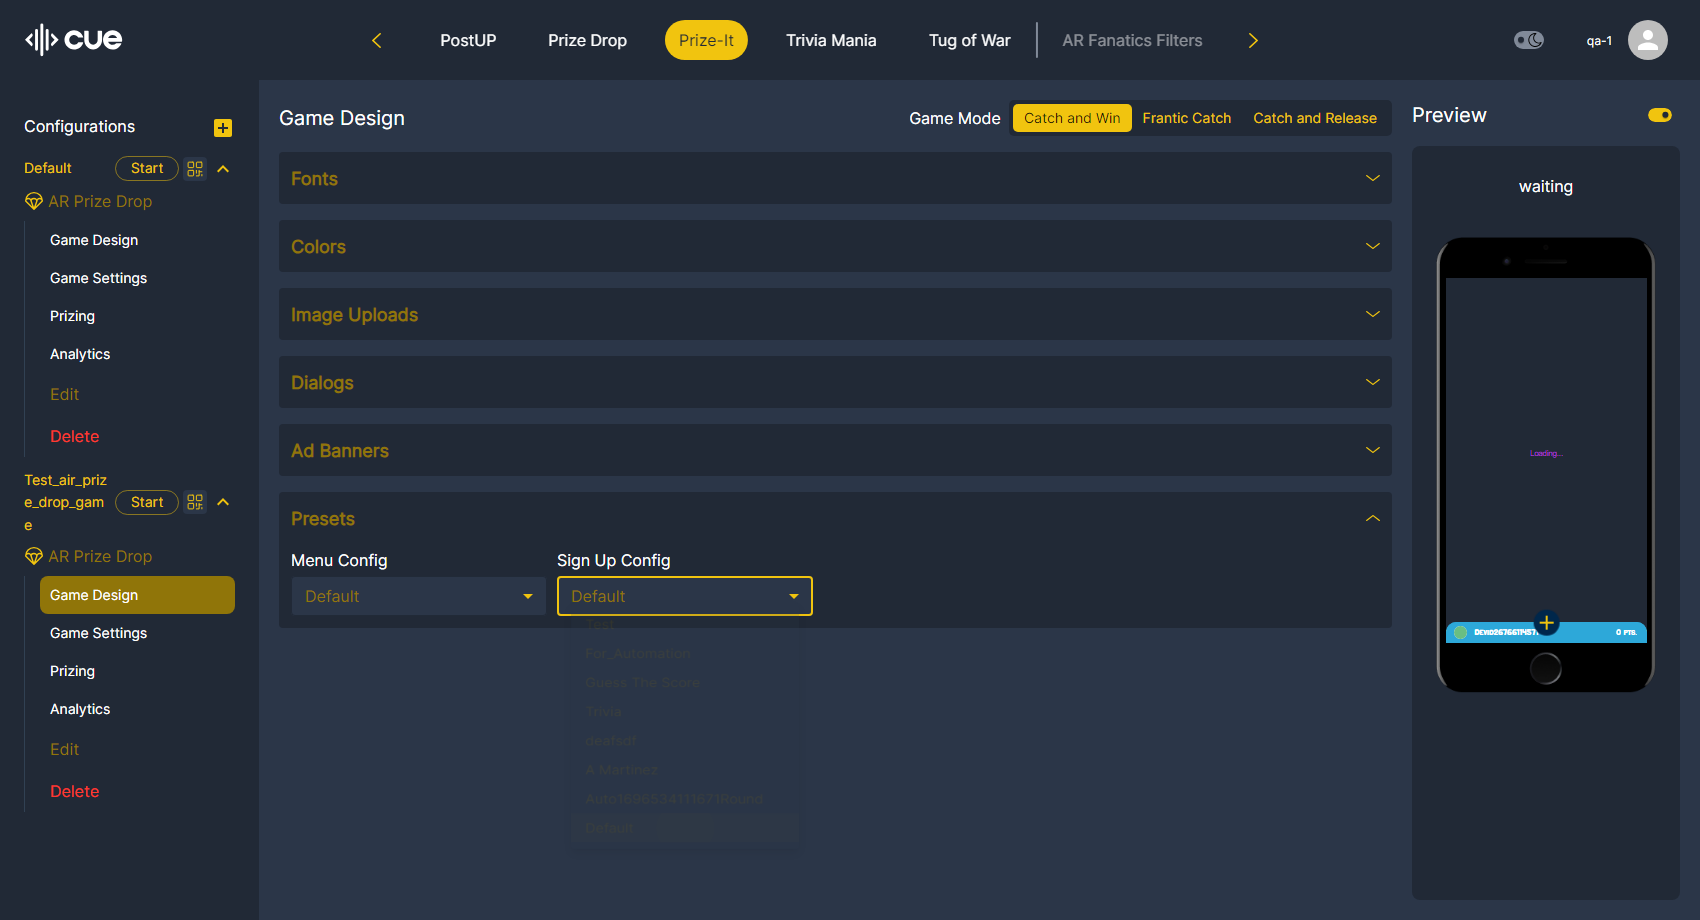 cue
PostUP
Prize Drop
Prize-It
Trivia Mania
Tug of War
AR Fanatics Filters
qa-1
Configurations
Default
Start
AR Prize Drop
Game Design
Game Settings
Prizing
Analytics
Edit
Delete
Test_air_priz
e_drop_gam
e
Start
AR Prize Drop
Game Design
Game Settings
Prizing
Analytics
Edit
Delete
Game Design
Game Mode
Catch and Win
Frantic Catch
Catch and Release
Fonts
Colors
Image Uploads
Dialogs
Ad Banners
Presets
Menu Config
Sign Up Config
Default
Default
Test
For_Automation
Guess The Score
Trivia
A Martinez
Default
Preview
waiting
Loading...
0 PTS.